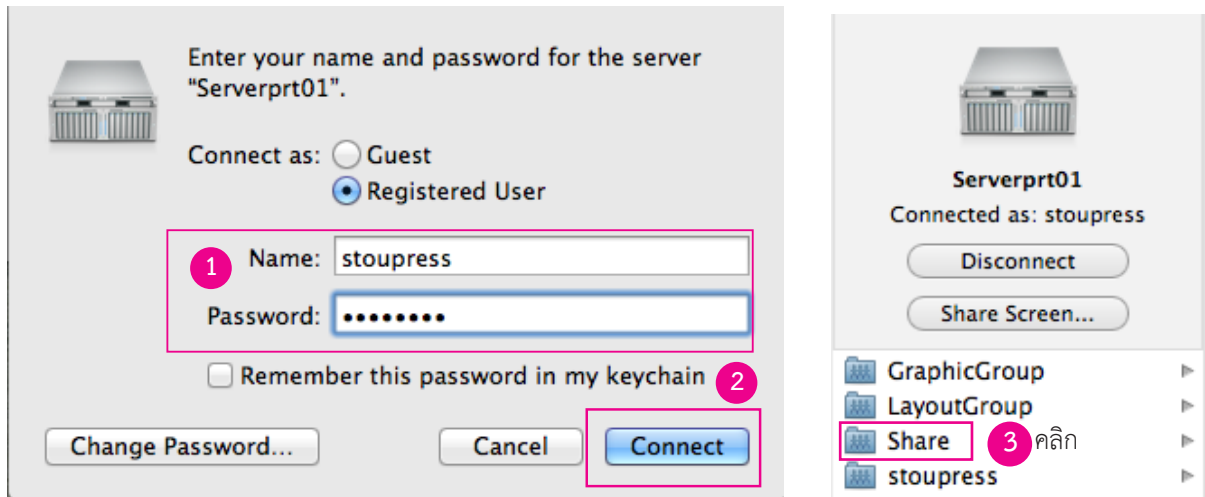 Enter your name and password for the server
“Serverprt01”.
Connect as: Guest
Registered User
1 Name: stoupress
Password: ••••••••
Remember this password in my keychain 2
Change Password... Cancel Connect
Serverprt01
Connected as: stoupress
Disconnect
Share Screen...
GraphicGroup
LayoutGroup
Share 3 คลิก
stoupress